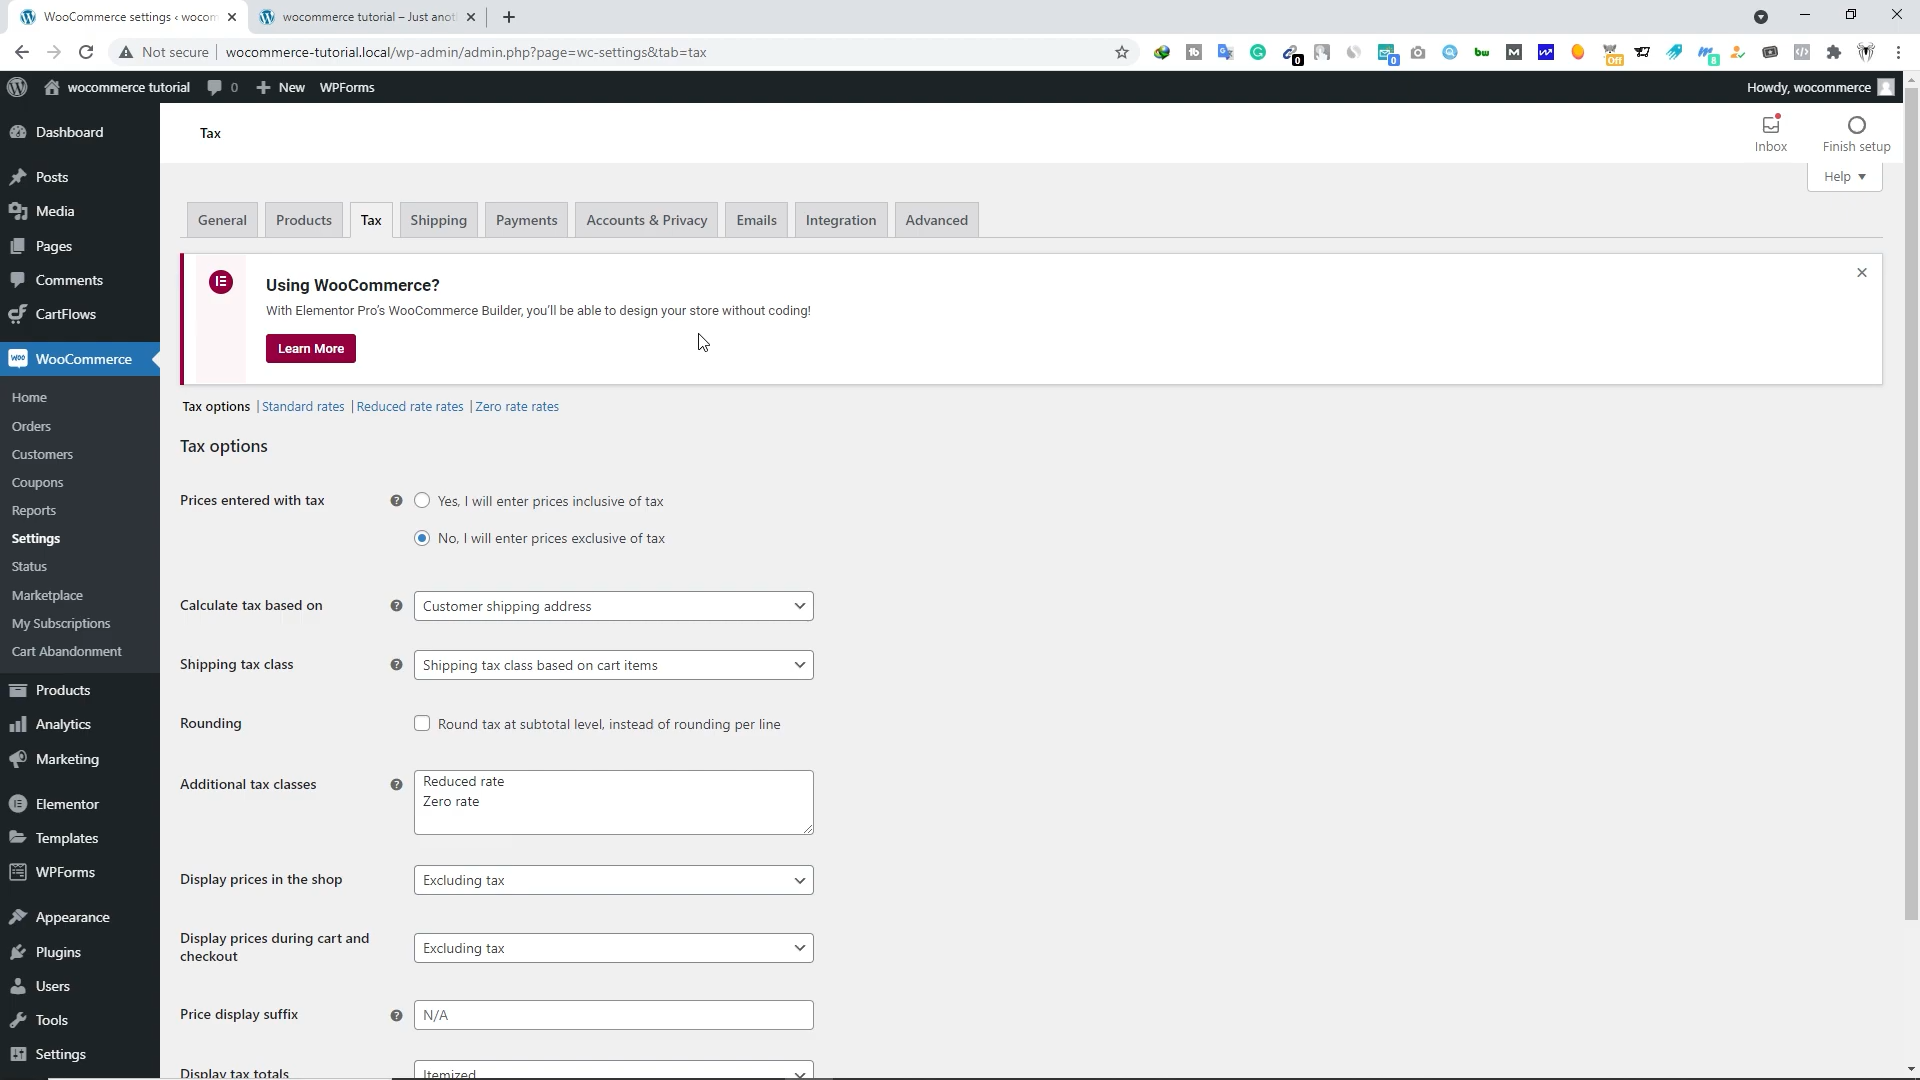 WooCommerce settings ‹ wocom
wocommerce tutorial – Just anot
Not secure
wocommerce-tutorial.local/wp-admin/admin.php?page=wc-settings&tab=tax
wocommerce tutorial
0
New
WPForms
Howdy, wocommerce
Dashboard
Posts
Media
Pages
Comments
CartFlows
WooCommerce
Home
Orders
Customers
Coupons
Reports
Settings
Status
Marketplace
My Subscriptions
Cart Abandonment
Products
Analytics
Marketing
Elementor
Templates
WPForms
Appearance
Plugins
Users
Tools
Settings
Tax
Inbox
Finish setup
Help
General
Products
Tax
Shipping
Payments
Accounts & Privacy
Emails
Integration
Advanced
Using WooCommerce?
With Elementor Pro's WooCommerce Builder, you'll be able to design your store without coding!
Learn More
Tax options | Standard rates | Reduced rate rates | Zero rate rates
Tax options
Prices entered with tax
Yes, I will enter prices inclusive of tax
No, I will enter prices exclusive of tax
Calculate tax based on
Customer shipping address
Shipping tax class
Shipping tax class based on cart items
Rounding
Round tax at subtotal level, instead of rounding per line
Additional tax classes
Reduced rate
Zero rate
Display prices in the shop
Excluding tax
Display prices during cart and
checkout
Excluding tax
Price display suffix
N/A
Display tax totals
Itemized